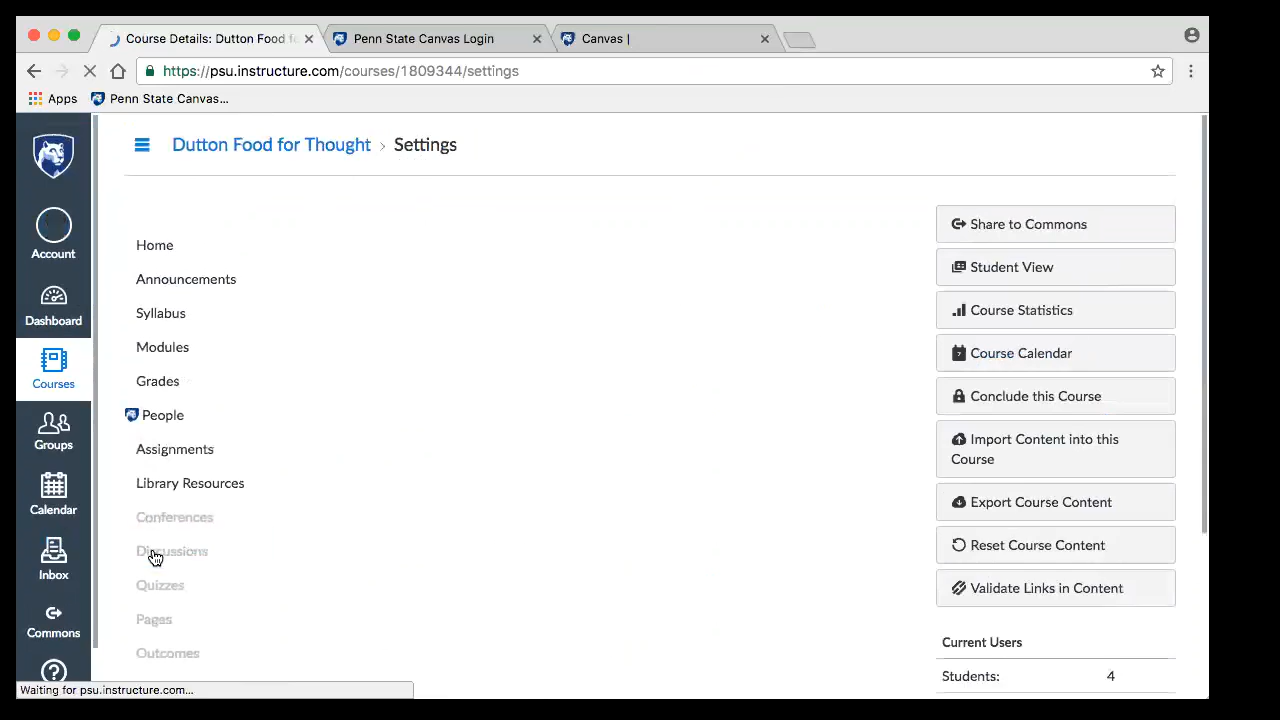 Course Details: Dutton Food fo
Penn State Canvas Login
Canvas |
https://psu.instructure.com/courses/1809344/settings
Apps
Penn State Canvas...
Dutton Food for Thought > Settings
Account
Dashboard
Courses
Groups
Calendar
Inbox
Commons
Home
Announcements
Syllabus
Modules
Grades
People
Assignments
Library Resources
Conferences
Discussions
Quizzes
Pages
Outcomes
Share to Commons
Student View
Course Statistics
Course Calendar
Conclude this Course
Import Content into this
Course
Export Course Content
Reset Course Content
Validate Links in Content
Current Users
Students: 4
Waiting for psu.instructure.com...